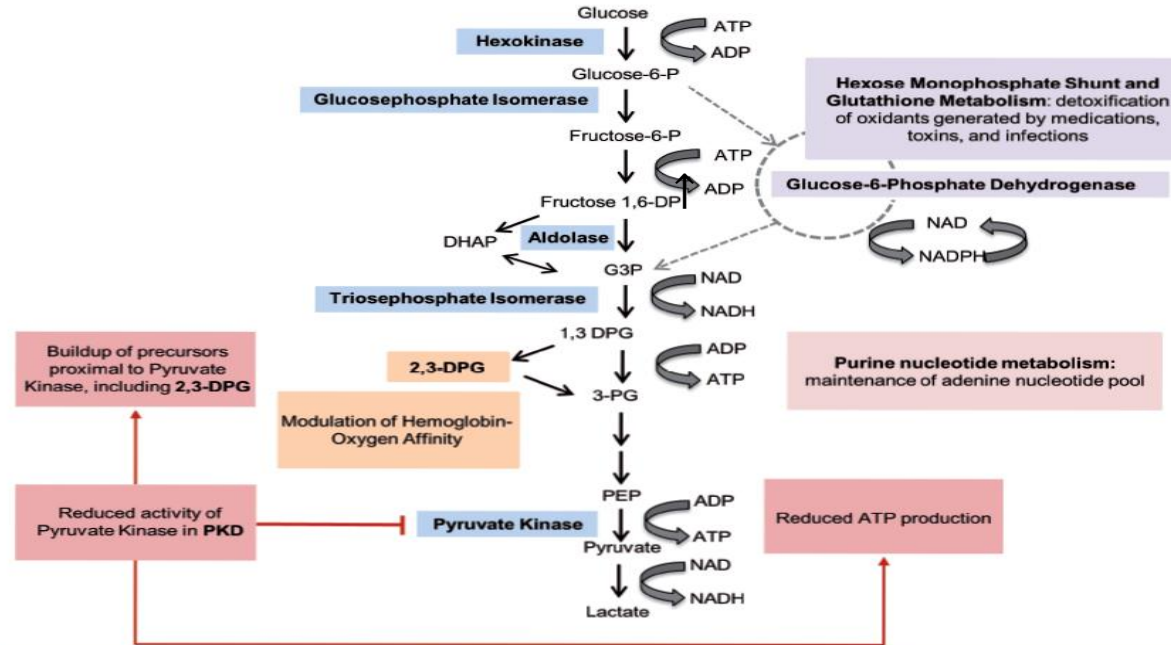 Glucose
ATP
Hexokinase
ADP
Glucose-6-P
Hexose Monophosphate Shunt and
Glutathione Metabolism: detoxification
of oxidants generated by medications,
toxins, and infections
Glucosephosphate Isomerase
Fructose-6-P
ATP
ADP
Glucose-6-Phosphate Dehydrogenase
Fructose 1,6-DP
NAD
NADPH
DHAP
Aldolase
G3P
NAD
Triosephosphate Isomerase
NADH
1,3 DPG
ADP
ATP
Buildup of precursors
proximal to Pyruvate
Kinase, including 2,3-DPG
2,3-DPG
Purine nucleotide metabolism:
maintenance of adenine nucleotide pool
3-PG
Modulation of Hemoglobin-
Oxygen Affinity
PEP
ADP
Reduced activity of
Pyruvate Kinase in PKD
Pyruvate Kinase
ATP
Reduced ATP production
Pyruvate
NAD
NADH
Lactate